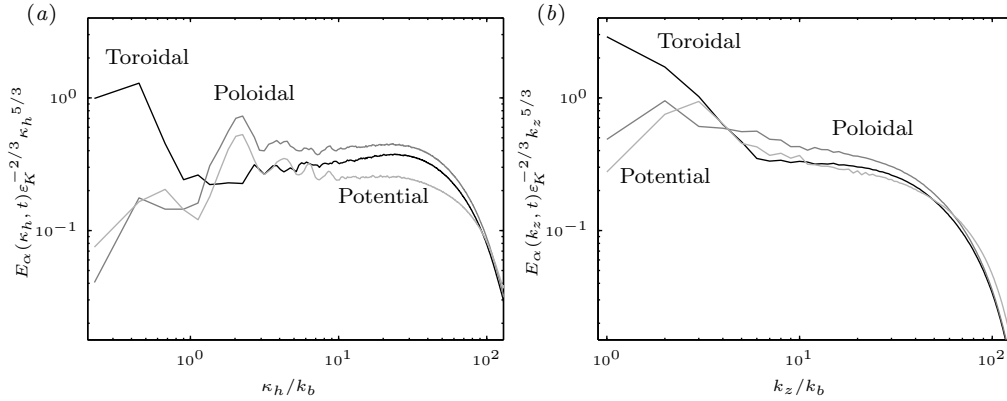 (a)
Toroidal
Poloidal
Potential
10^0
10^{-1}
E_α(κ_h, t)ε_K^{-2/3}κ_h^{5/3}
10^0 10^1 10^2
κ_h/k_b
(b)
Toroidal
Poloidal
Potential
10^0
10^{-1}
E_α(k_z, t)ε_K^{-2/3}k_z^{5/3}
10^0 10^1 10^2
k_z/k_b